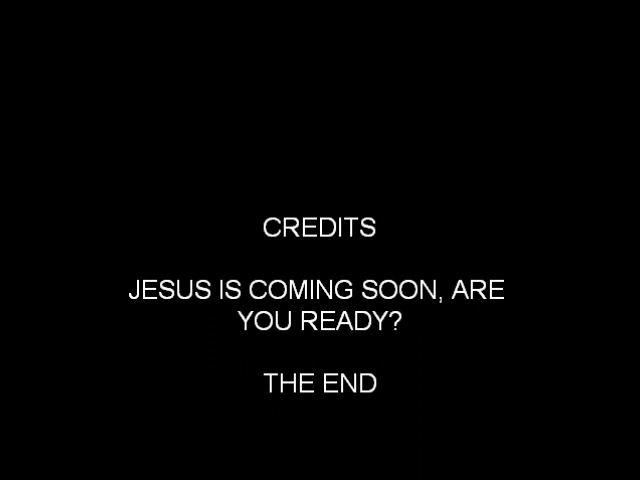 CREDITS
JESUS IS COMING SOON, ARE
YOU READY?
THE END